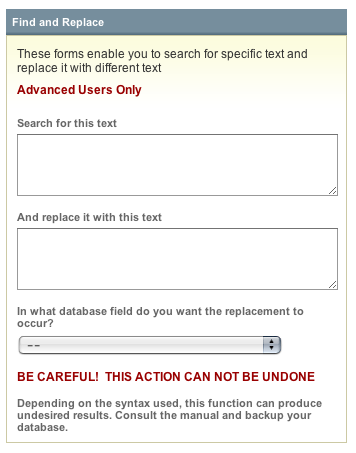 Find and Replace
These forms enable you to search for specific text and
replace it with different text
Advanced Users Only
Search for this text
And replace it with this text
In what database field do you want the replacement to
occur?
--
BE CAREFUL!  THIS ACTION CAN NOT BE UNDONE
Depending on the syntax used, this function can produce
undesired results. Consult the manual and backup your
database.